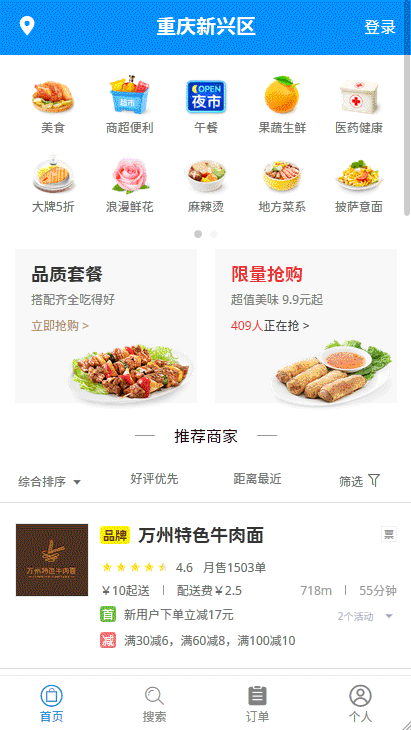 重庆新兴区
登录
美食
商超便利
OPEN
夜市
午餐
果蔬生鲜
医药健康
大牌5折
浪漫鲜花
麻辣烫
地方菜系
披萨意面
品质套餐
搭配齐全吃得好
立即抢购 >
限量抢购
超值美味 9.9元起
409人正在抢 >
推荐商家
综合排序
好评优先
距离最近
筛选
万州特色牛肉面
品牌 万州特色牛肉面
票
4.6 月售1503单
￥10起送 | 配送费￥2.5
718m | 55分钟
首 新用户下单立减17元
2个活动
减 满30减6，满60减8，满100减10
首页
搜索
订单
个人